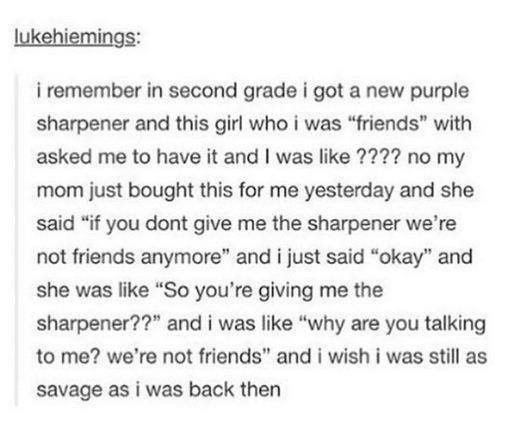 lukehiemings:
i remember in second grade i got a new purple
sharpener and this girl who i was “friends” with
asked me to have it and I was like ???? no my
mom just bought this for me yesterday and she
said “if you dont give me the sharpener we’re
not friends anymore” and i just said “okay” and
she was like “So you’re giving me the
sharpener??” and i was like “why are you talking
to me? we’re not friends” and i wish i was still as
savage as i was back then